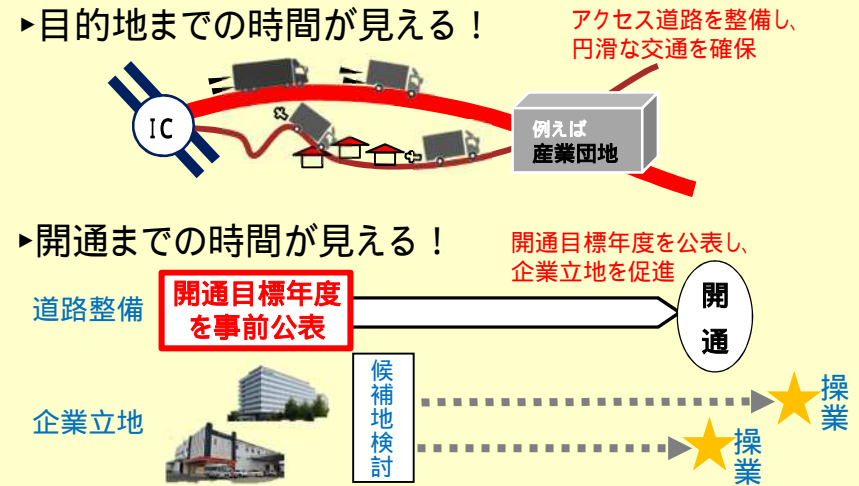 ▸目的地までの時間が見える！
アクセス道路を整備し、
円滑な交通を確保
IC
例えば
産業団地
▸開通までの時間が見える！
開通目標年度を公表し、
企業立地を促進
道路整備
開通目標年度
を事前公表
開通
企業立地
候補地検討
操業
操業